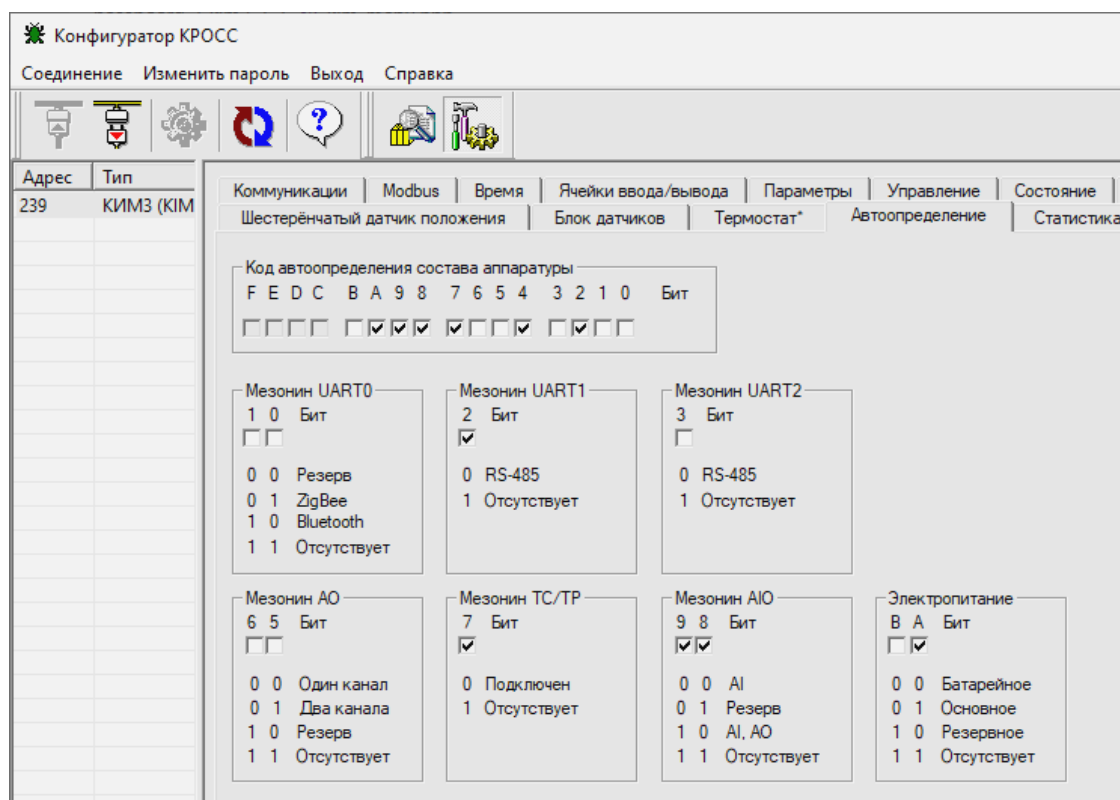 Конфигуратор КРОСС
Соединение Изменить пароль Выход Справка
Адрес Тип
239 КИМ3 (KIM
Коммуникации Modbus Время Ячейки ввода/вывода Параметры Управление Состояние
Шестерёнчатый датчик положения Блок датчиков Термостат* Автоопределение Статистика
Код автоопределения состава аппаратуры
F E D C B A 9 8 7 6 5 4 3 2 1 0 Бит
Мезонин UART0 Мезонин UART1 Мезонин UART2
1 0 Бит 2 Бит 3 Бит
0 0 Резерв 0 RS-485 0 RS-485
0 1 ZigBee 1 Отсутствует 1 Отсутствует
1 0 Bluetooth
1 1 Отсутствует
Мезонин AO Мезонин ТС/ТР Мезонин AIO Электропитание
6 5 Бит 7 Бит 9 8 Бит B A Бит
0 0 Один канал 0 Подключен 0 0 AI 0 0 Батарейное
0 1 Два канала 1 Отсутствует 0 1 Резерв 0 1 Основное
1 0 Резерв 1 0 AI, AO 1 0 Резервное
1 1 Отсутствует 1 1 Отсутствует 1 1 Отсутствует